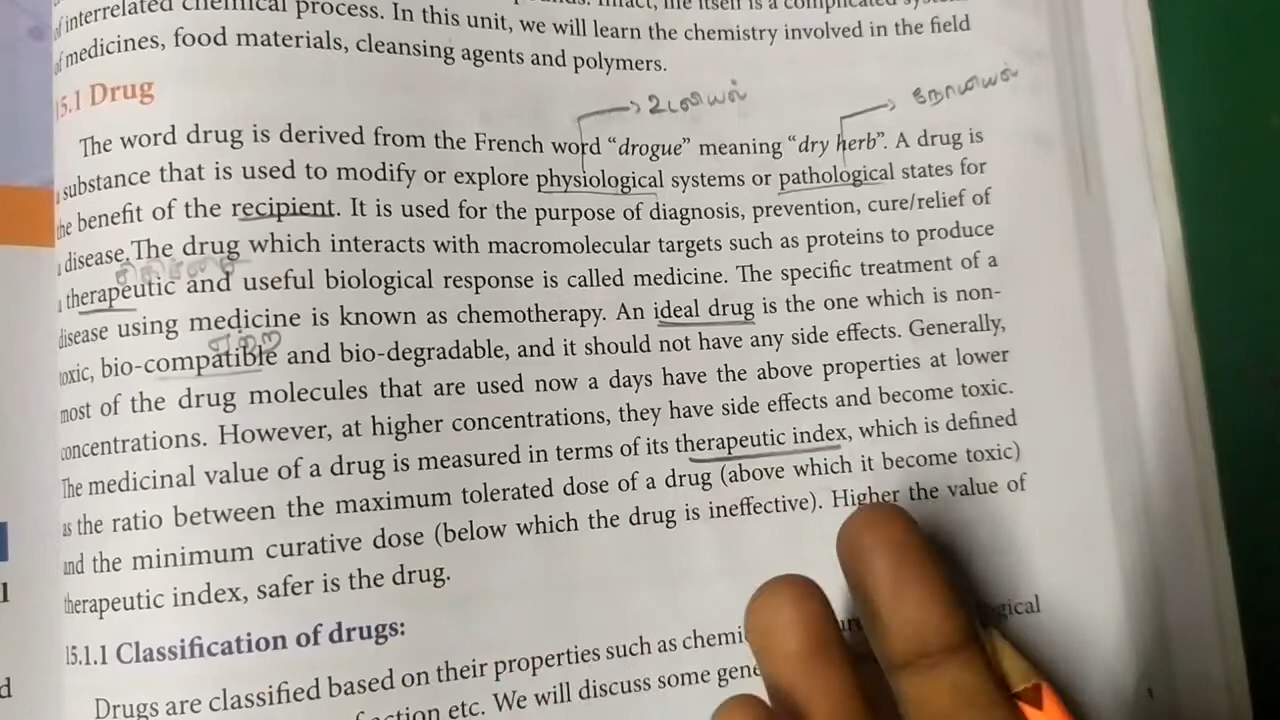 of interrelated chemical process. In this unit, we will learn the chemistry involved in the field
of medicines, food materials, cleansing agents and polymers.
15.1 Drug
உடலியல்
நோயியல்
The word drug is derived from the French word “drogue” meaning “dry herb”. A drug is
substance that is used to modify or explore physiological systems or pathological states for
the benefit of the recipient. It is used for the purpose of diagnosis, prevention, cure/relief of
disease. The drug which interacts with macromolecular targets such as proteins to produce
therapeutic and useful biological response is called medicine. The specific treatment of a
disease using medicine is known as chemotherapy. An ideal drug is the one which is non-
toxic, bio-compatible and bio-degradable, and it should not have any side effects. Generally,
most of the drug molecules that are used now a days have the above properties at lower
concentrations. However, at higher concentrations, they have side effects and become toxic.
The medicinal value of a drug is measured in terms of its therapeutic index, which is defined
as the ratio between the maximum tolerated dose of a drug (above which it become toxic)
and the minimum curative dose (below which the drug is ineffective). Higher the value of
therapeutic index, safer is the drug.
15.1.1 Classification of drugs:
Drugs are classified based on their properties such as
etc. We will discuss some